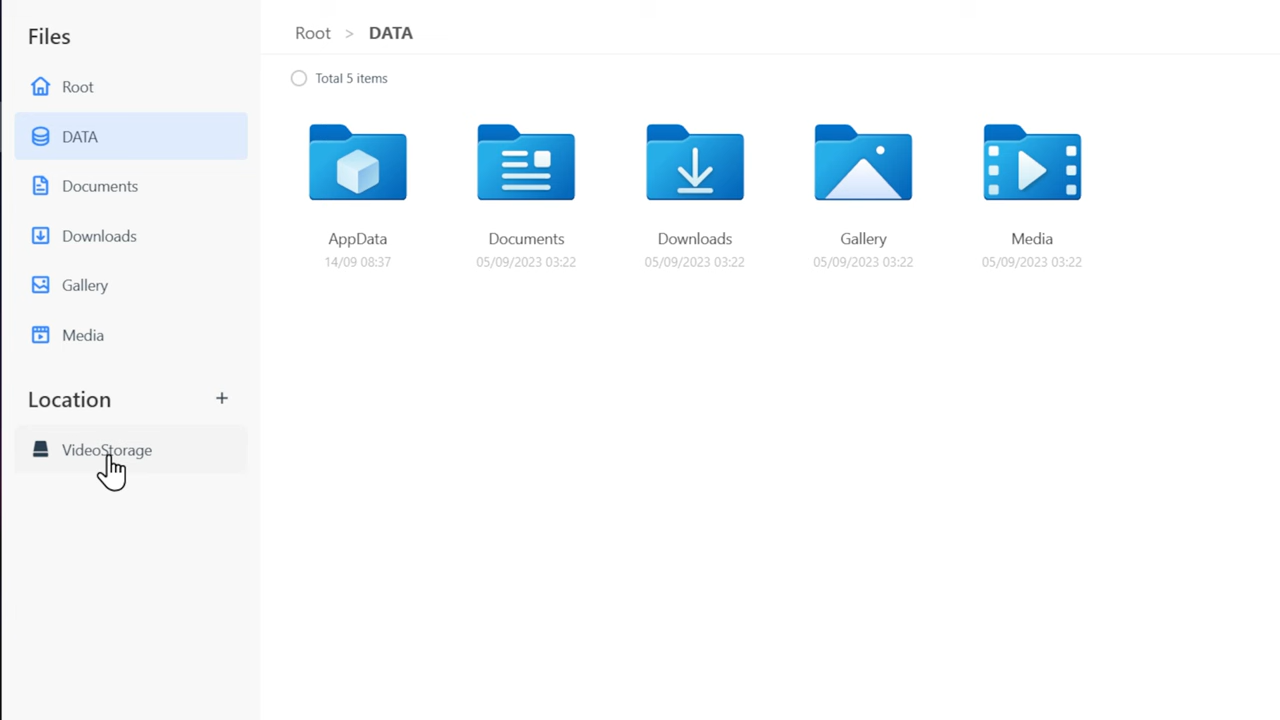 Files
Root
DATA
Documents
Downloads
Gallery
Media
Location +
VideoStorage
Root > DATA
Total 5 items
AppData
14/09 08:37
Documents
05/09/2023 03:22
Downloads
05/09/2023 03:22
Gallery
05/09/2023 03:22
Media
05/09/2023 03:22